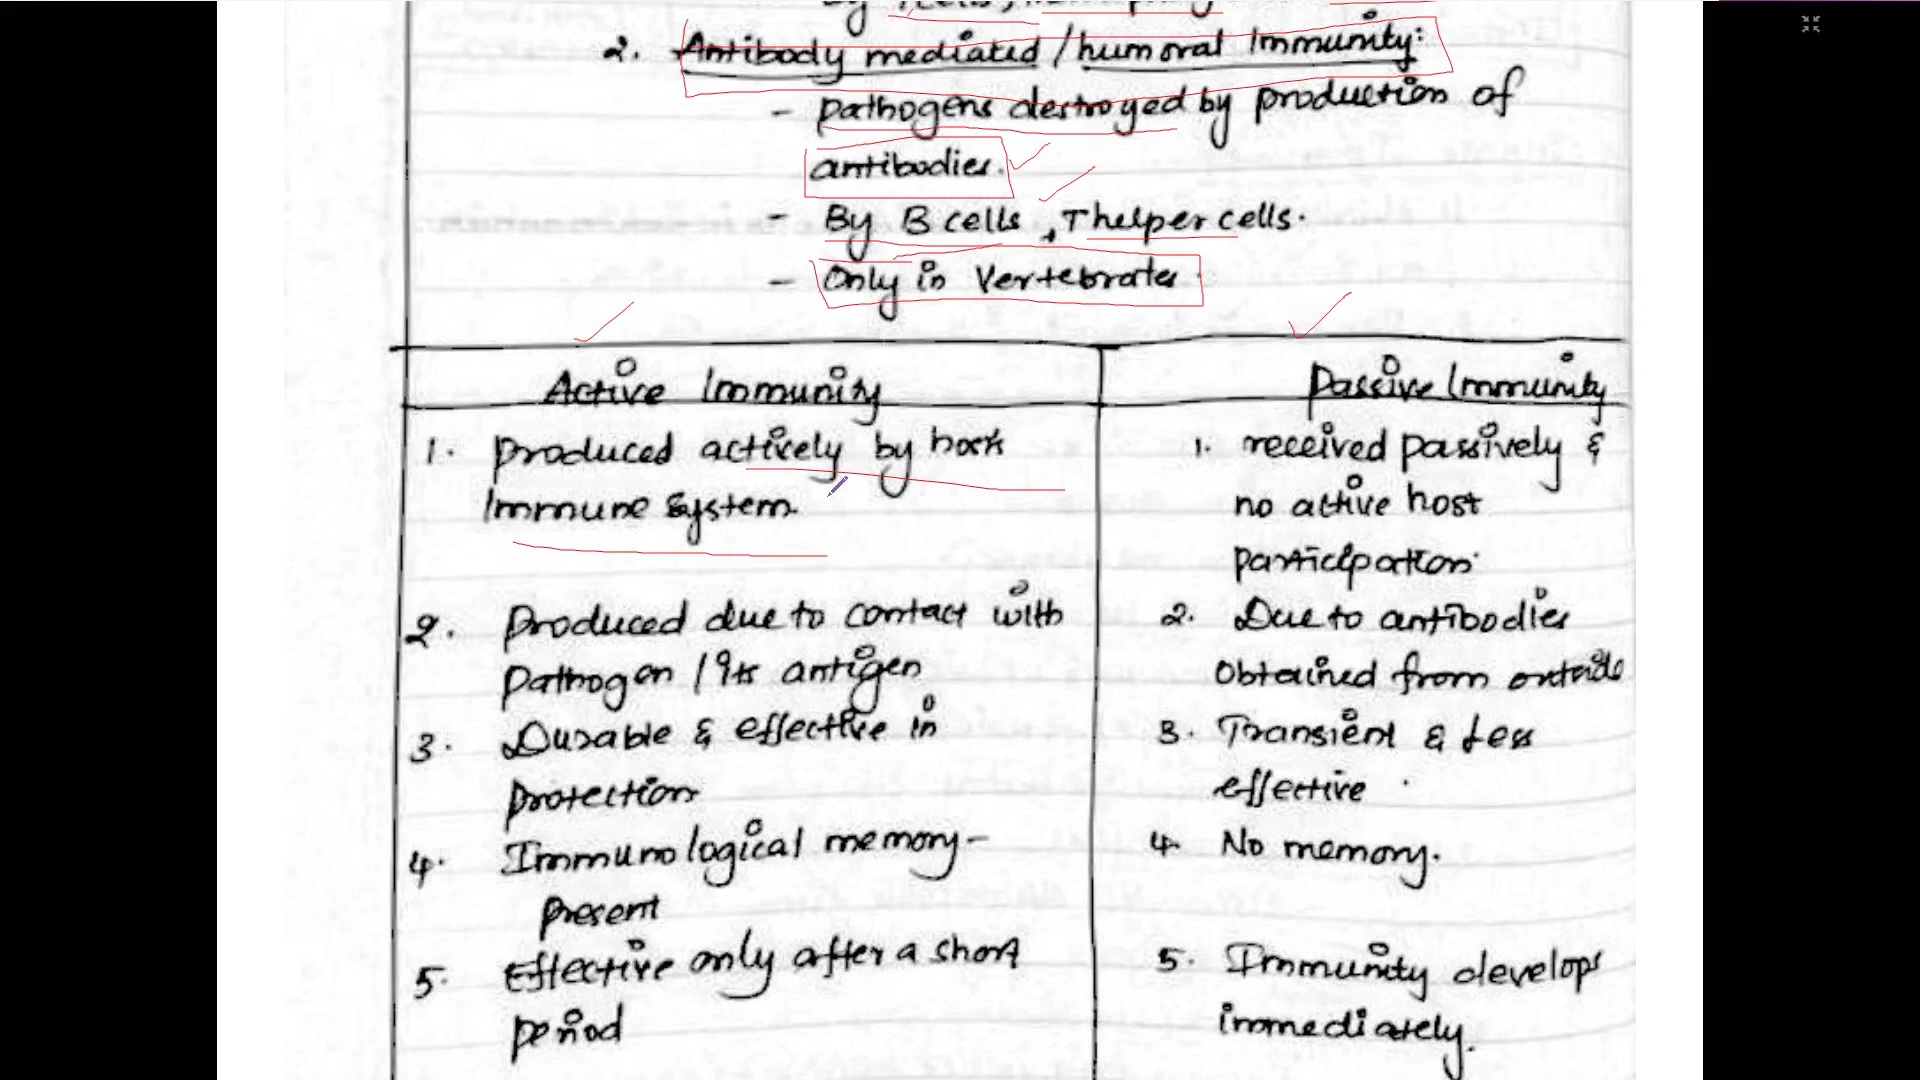 By
2. Antibody mediated / humoral Immunity:
- pathogens destroyed by production of
antibodies.
- By B cells, T helper cells.
- Only in Vertebrates
Active Immunity
Passive Immunity
1. produced actively by host
Immune system.
1. received passively &
no active host
participation.
2. Produced due to contact with
pathogen / its antigen
2. Due to antibodies
obtained from outside
3. Durable & effective in
protection
3. Transient & Less
effective.
4. Immunological memory-
present
4. No memory.
5. Effective only after a short
period
5. Immunity develops
immediately.